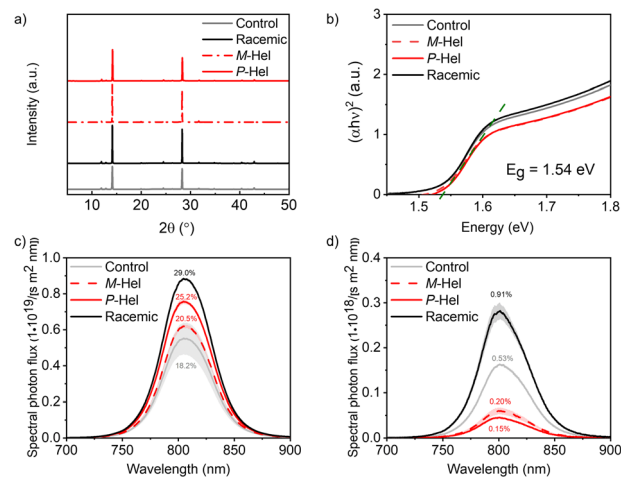 a)
Control
Racemic
M-Hel
P-Hel
Intensity (a.u.)
10 20 30 40 50
2θ (°)
b)
Control
M-Hel
P-Hel
Racemic
(αhν)² (a.u.)
3
2
1
0
Eg = 1.54 eV
1.5 1.6 1.7 1.8
Energy (eV)
c)
Control
M-Hel
P-Hel
Racemic
Spectral photon flux (1•10¹⁹/[s m2 nm])
1.0
0.8
0.6
0.4
0.2
0.0
29.0%
25.2%
20.5%
18.2%
700 750 800 850 900
Wavelength (nm)
d)
Control
M-Hel
P-Hel
Racemic
Spectral photon flux (1•10¹⁸/[s m2 nm])
0.4
0.3
0.2
0.1
0.0
0.91%
0.53%
0.20%
0.15%
700 750 800 850 900
Wavelength (nm)